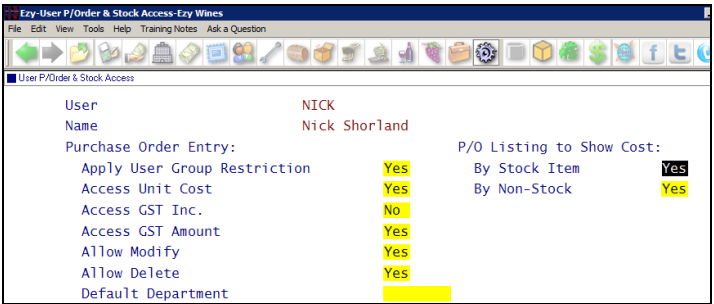 Ezy-User P/Order & Stock Access-Ezy Wines
File Edit View Tools Help Training Notes Ask a Question
User P/Order & Stock Access
User NICK
Name Nick Shorland
Purchase Order Entry: P/O Listing to Show Cost:
Apply User Group Restriction Yes By Stock Item Yes
Access Unit Cost Yes By Non-Stock Yes
Access GST Inc. No
Access GST Amount Yes
Allow Modify Yes
Allow Delete Yes
Default Department